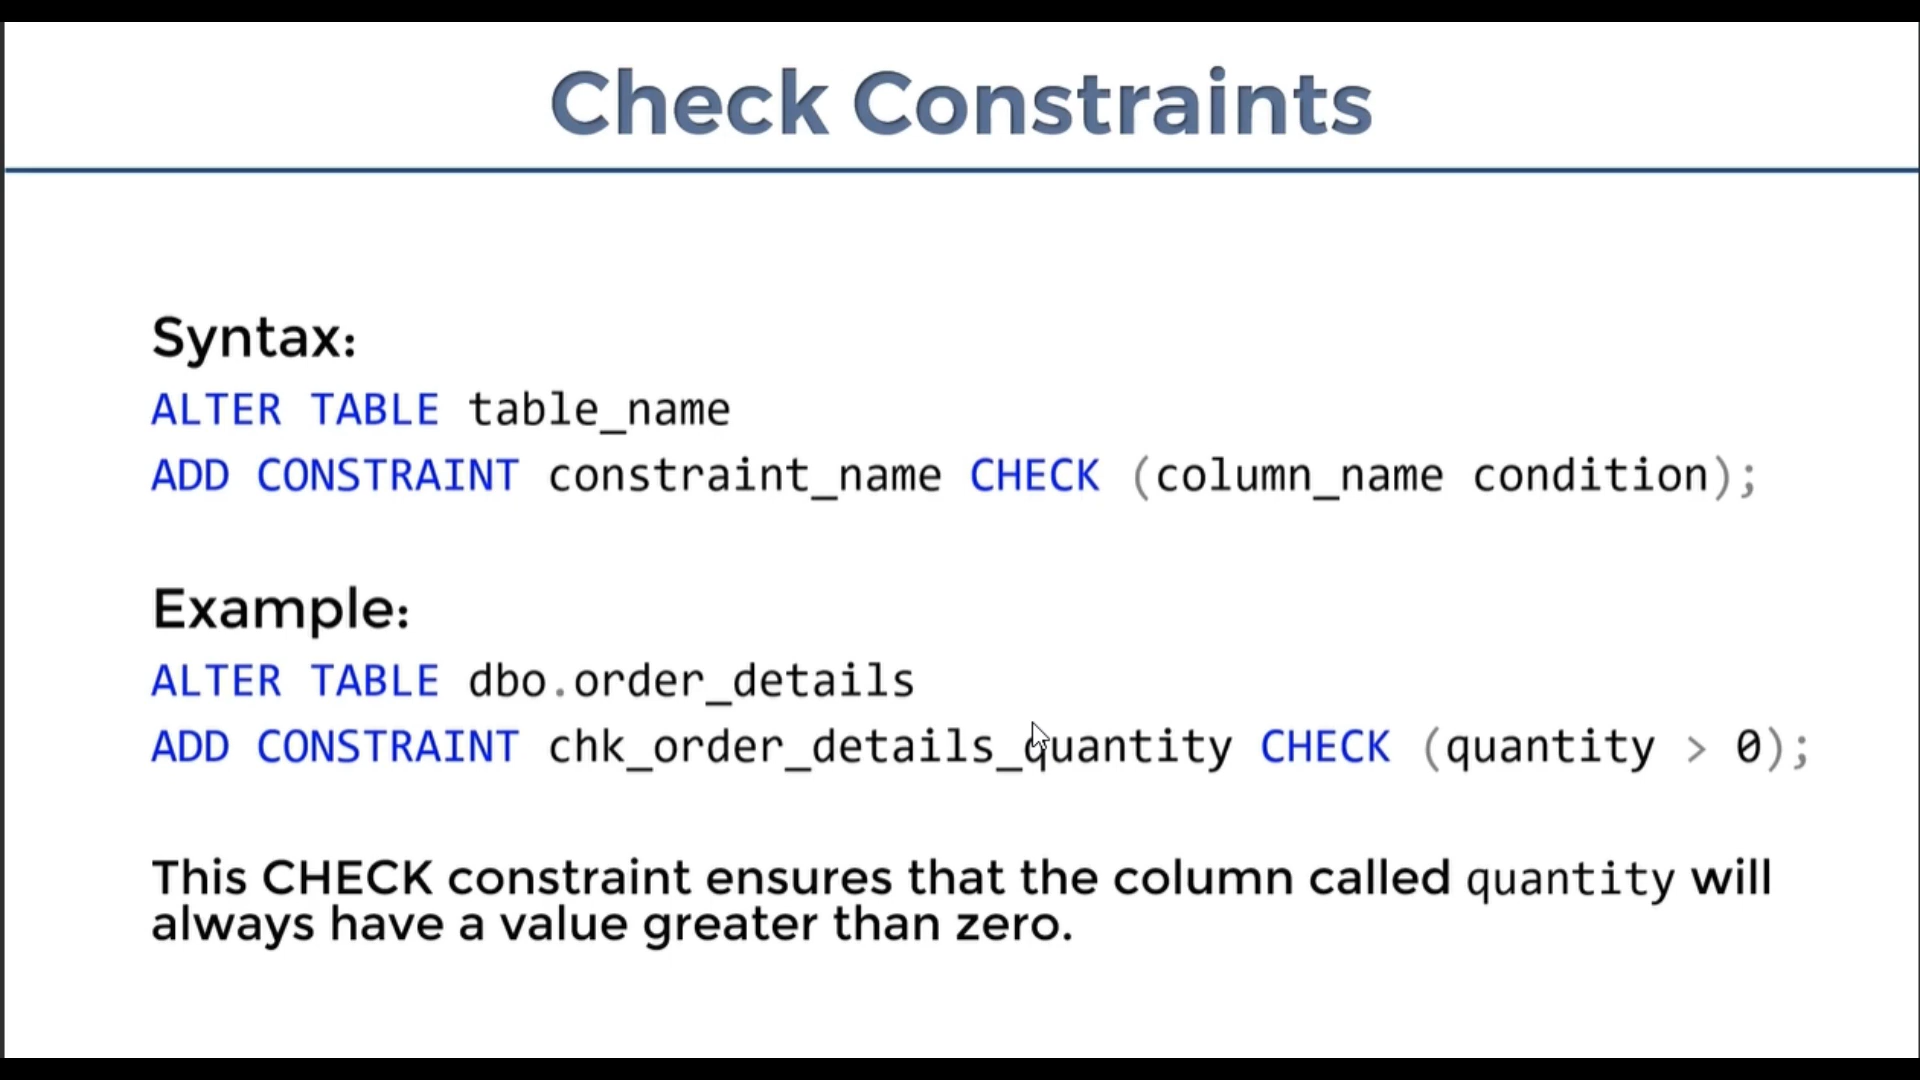 Check Constraints
Syntax:
ALTER TABLE table_name
ADD CONSTRAINT constraint_name CHECK (column_name condition);
Example:
ALTER TABLE dbo.order_details
ADD CONSTRAINT chk_order_details_quantity CHECK (quantity > 0);
This CHECK constraint ensures that the column called quantity will
always have a value greater than zero.